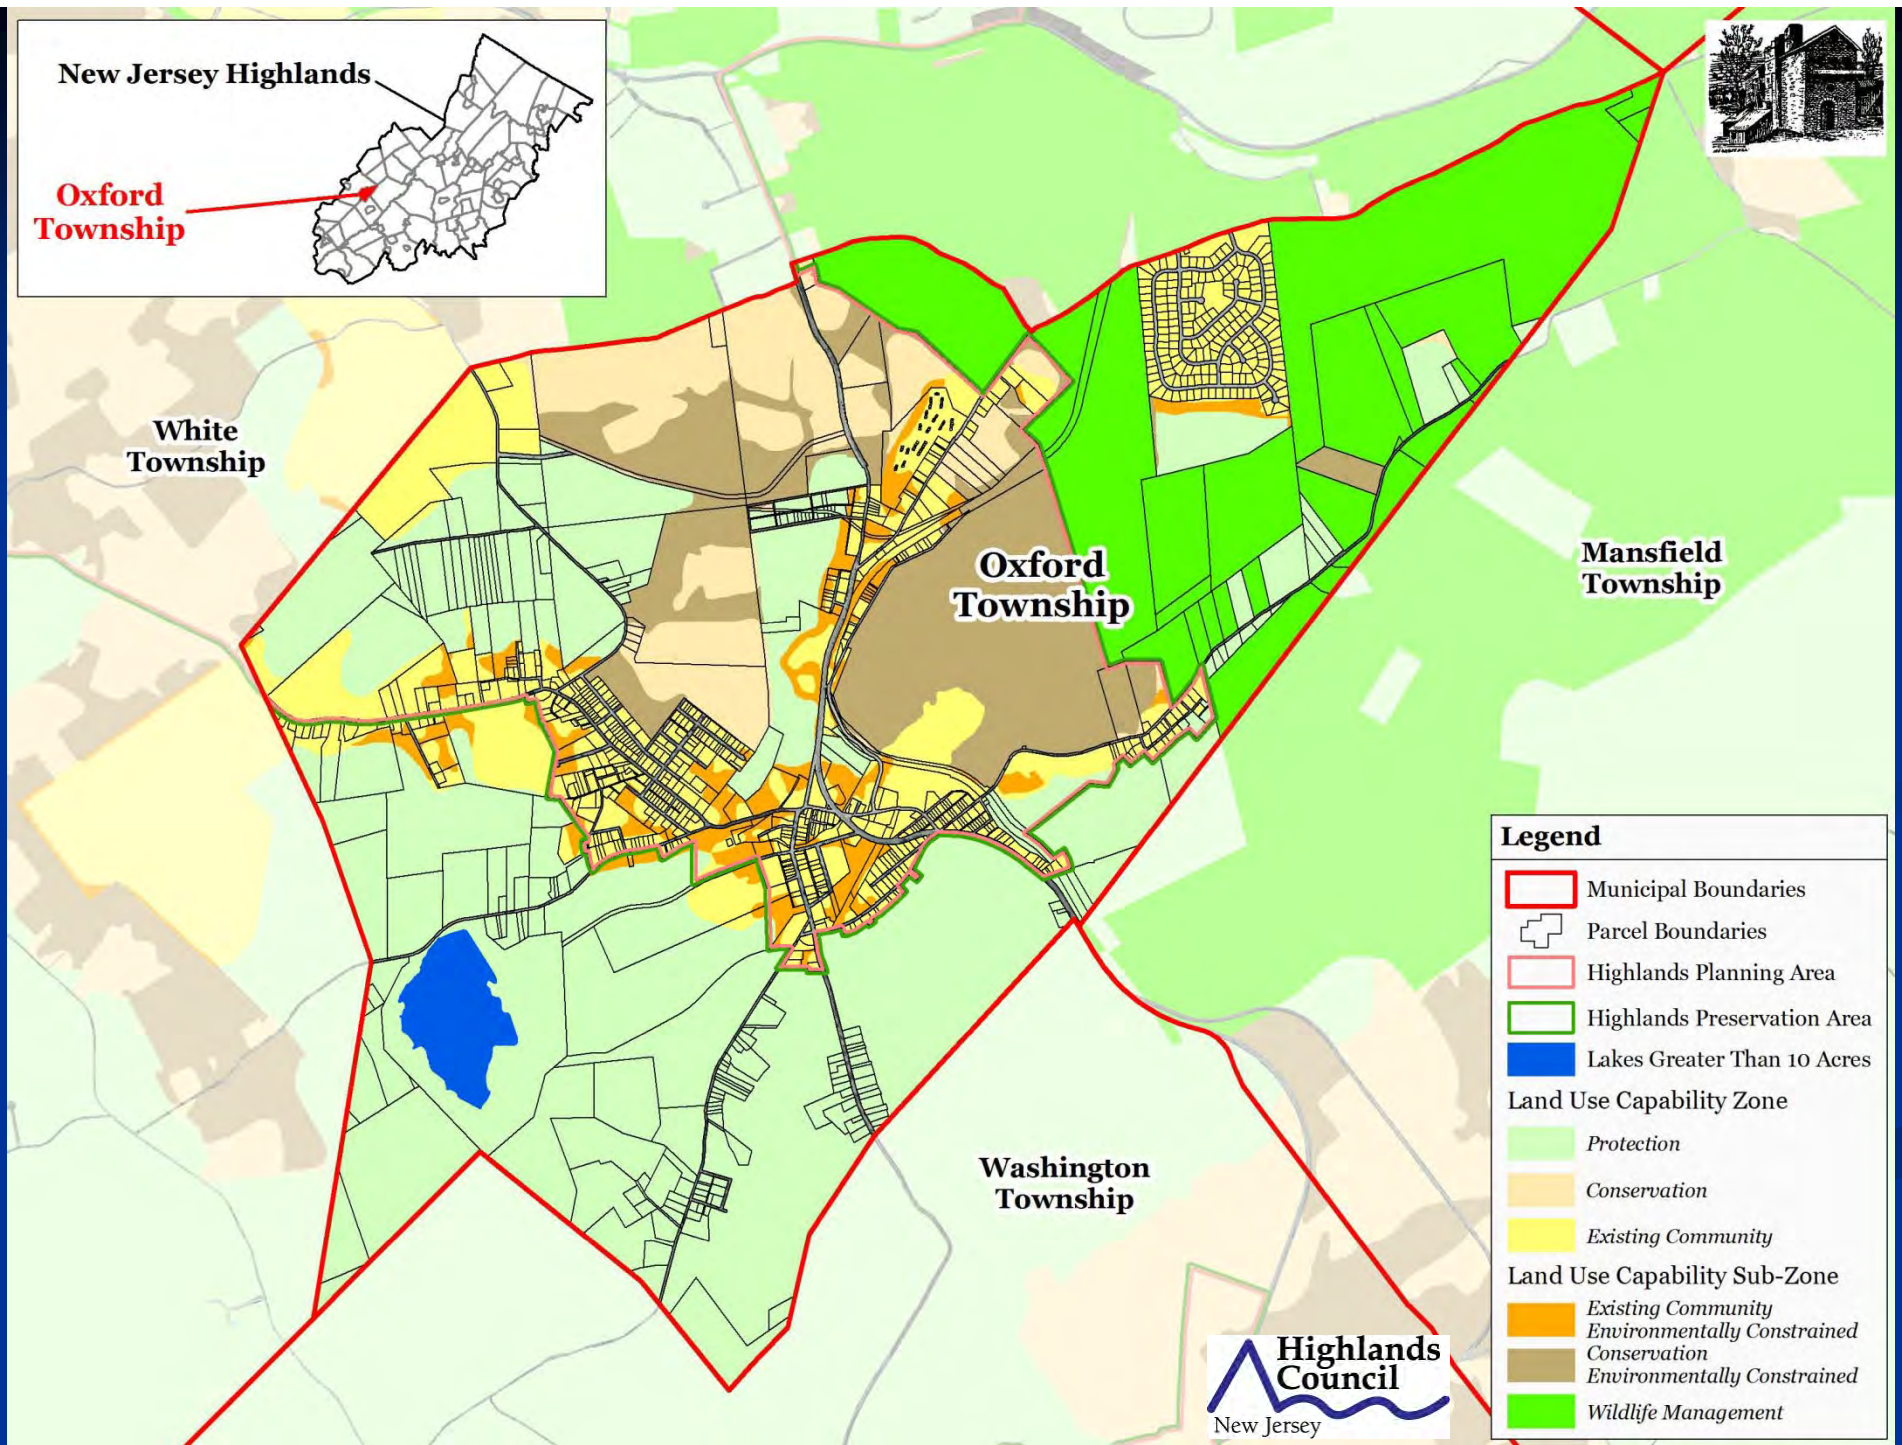 New Jersey Highlands
Oxford
Township
White
Township
Oxford
Township
Mansfield
Township
Washington
Township
Legend
Municipal Boundaries
Parcel Boundaries
Highlands Planning Area
Highlands Preservation Area
Lakes Greater Than 10 Acres
Land Use Capability Zone
Protection
Conservation
Existing Community
Land Use Capability Sub-Zone
Existing Community
Environmentally Constrained
Conservation
Environmentally Constrained
Wildlife Management
Highlands
Council
New Jersey